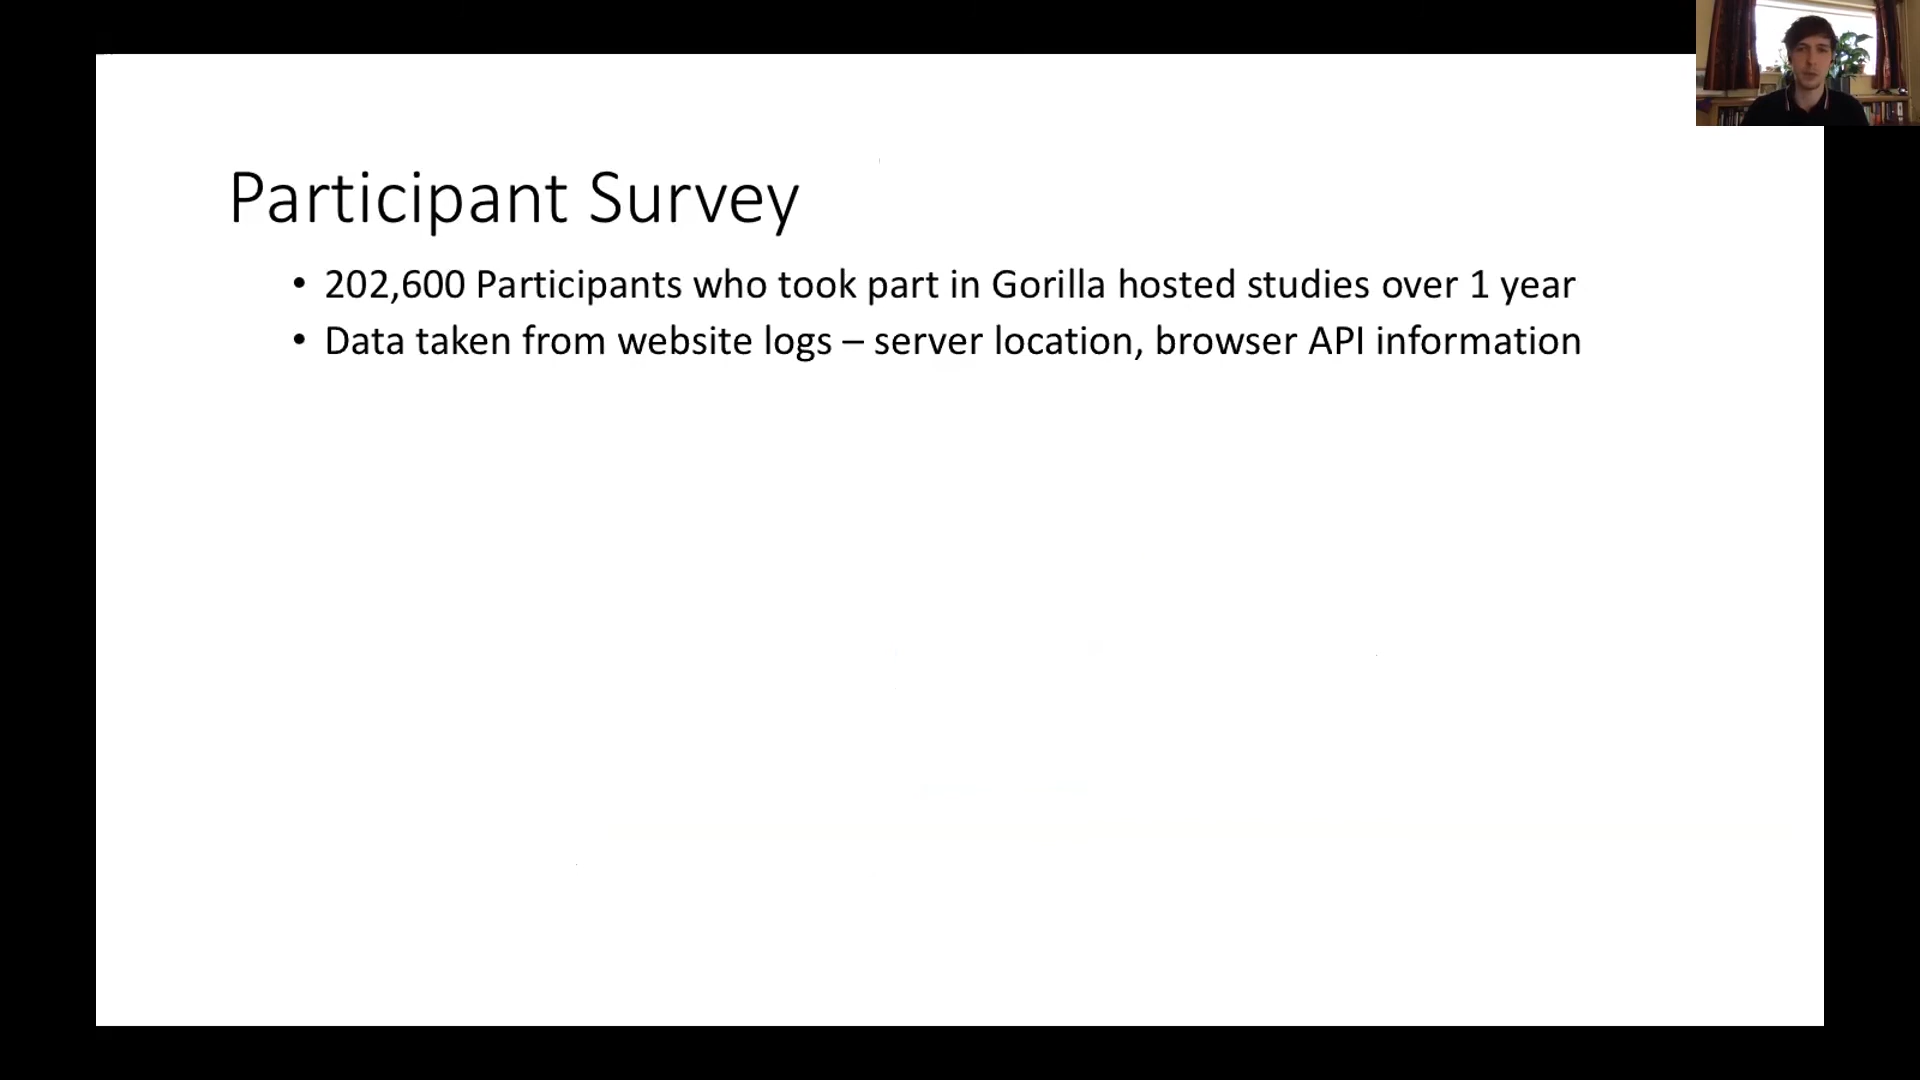 Participant Survey
• 202,600 Participants who took part in Gorilla hosted studies over 1 year
• Data taken from website logs – server location, browser API information